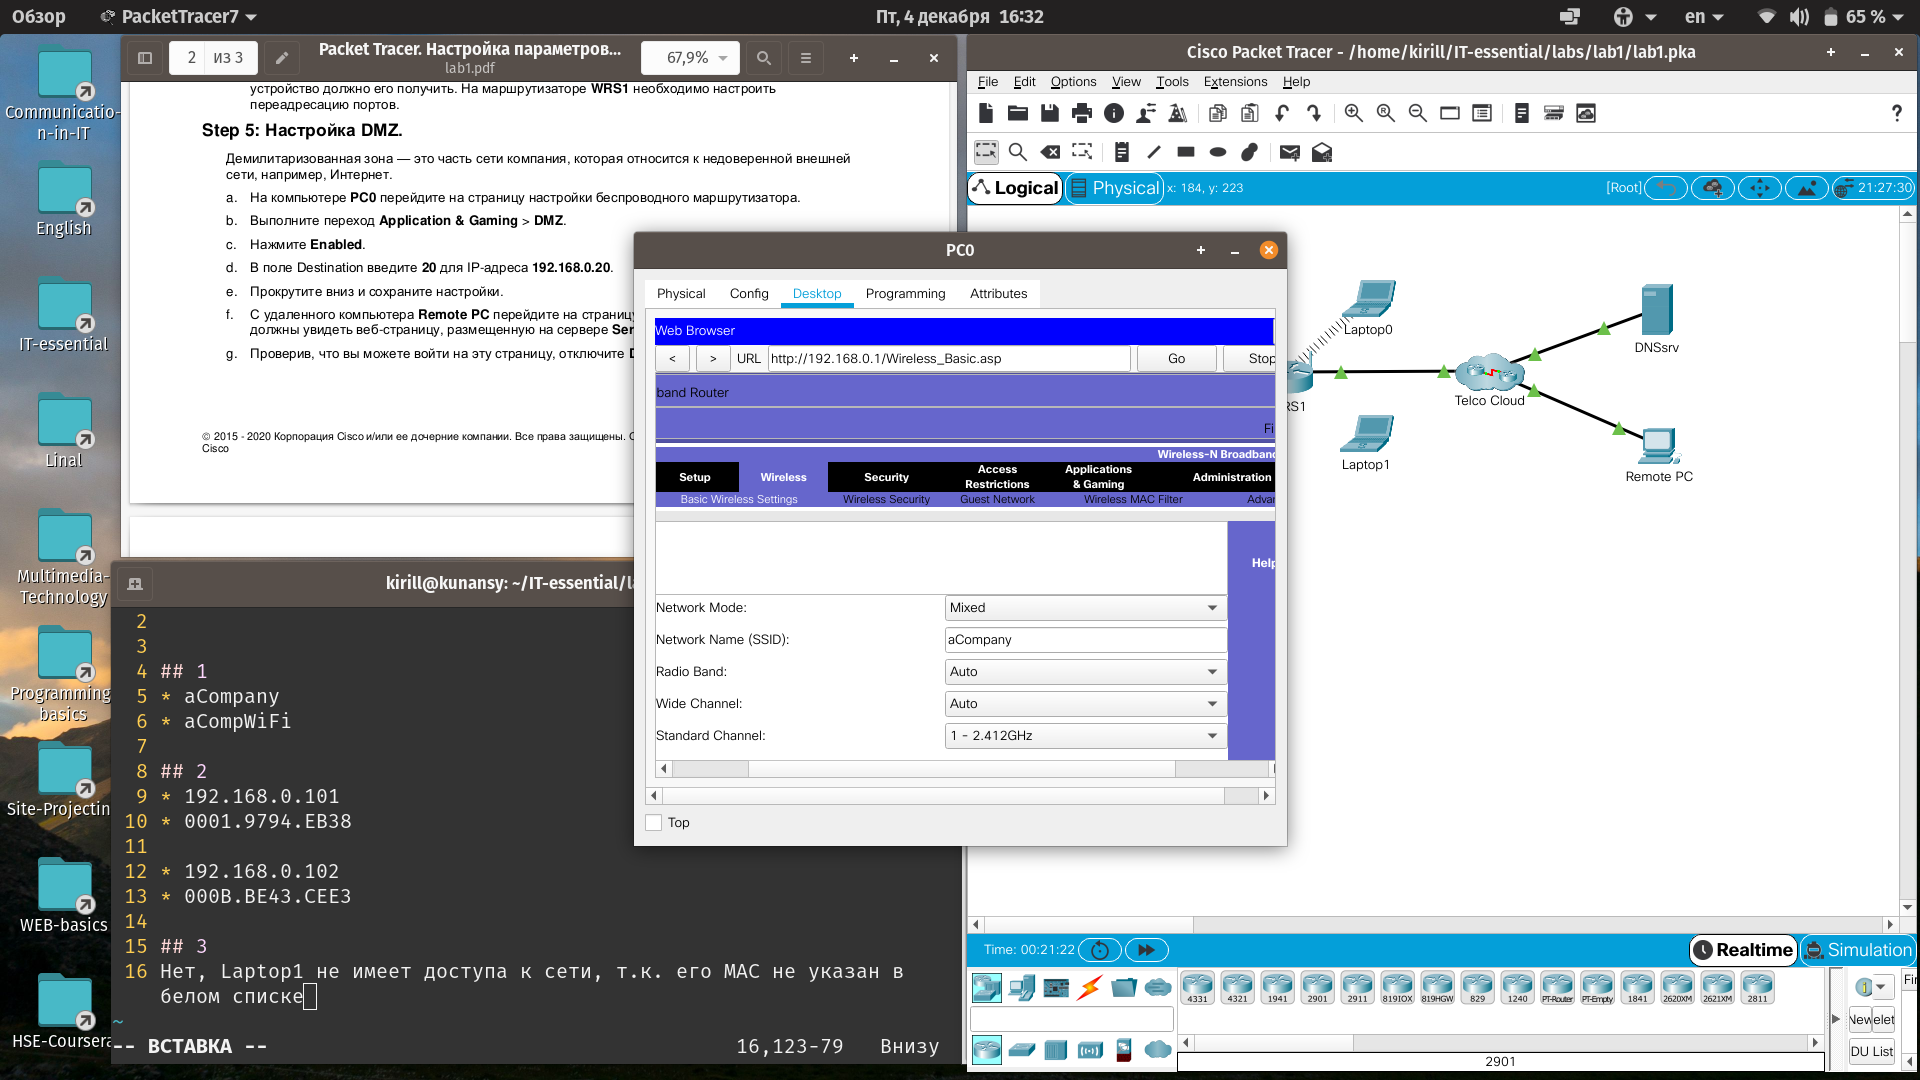 Обзор
PacketTracer7
Пт, 4 декабря 16:32
en
65 %
Communicatio-
n-in-IT
English
IT-essential
Linal
Multimedia-
Technology
Programming
basics
Site-Projectin
WEB-basics
HSE-Coursera
2 из 3
Packet Tracer. Настройка параметров...
lab1.pdf
67,9%
устройство должно его получить. На маршрутизаторе WRS1 необходимо настроить
переадресацию портов.
Step 5: Настройка DMZ.
Демилитаризованная зона — это часть сети компания, которая относится к недоверенной внешней
сети, например, Интернет.
a. На компьютере PC0 перейдите на страницу настройки беспроводного маршрутизатора.
b. Выполните переход Application & Gaming > DMZ.
c. Нажмите Enabled.
d. В поле Destination введите 20 для IP-адреса 192.168.0.20.
e. Прокрутите вниз и сохраните настройки.
f. С удаленного компьютера Remote PC перейдите на страниц
должны увидеть веб-страницу, размещенную на сервере Ser
g. Проверив, что вы можете войти на эту страницу, отключите
© 2015 - 2020 Корпорация Cisco и/или ее дочерние компании. Все права защищены.
Cisco
kirill@kunansy: ~/IT-essential/l
2
3
4 ## 1
5 * aCompany
6 * aCompWiFi
7
8 ## 2
9 * 192.168.0.101
10 * 0001.9794.EB38
11
12 * 192.168.0.102
13 * 000B.BE43.CEE3
14
15 ## 3
16 Нет, Laptop1 не имеет доступа к сети, т.к. его MAC не указан в
белом списке
~
-- ВСТАВКА --
16,123-79 Внизу
PC0
Physical Config Desktop Programming Attributes
Web Browser
< > URL http://192.168.0.1/Wireless_Basic.asp Go Stop
band Router
Fi
Wireless-N Broadband
Setup Wireless Security Access Restrictions Applications & Gaming Administration
Basic Wireless Settings Wireless Security Guest Network Wireless MAC Filter Advan
Help
Network Mode: Mixed
Network Name (SSID): aCompany
Radio Band: Auto
Wide Channel: Auto
Standard Channel: 1 - 2.412GHz
Top
Cisco Packet Tracer - /home/kirill/IT-essential/labs/lab1/lab1.pka
File Edit Options View Tools Extensions Help
?
Logical Physical x: 184, y: 223
[Root] 21:27:30
Laptop0
DNSsrv
RS1
Telco Cloud
Laptop1
Remote PC
Time: 00:21:22
Realtime Simulation
4331 4321 1941 2901 2911 819IOX 819HGW 829 1240 PT-Router PT-Empty 1841 2620XM 2621XM 2811
Fir
New elet
DU List
2901